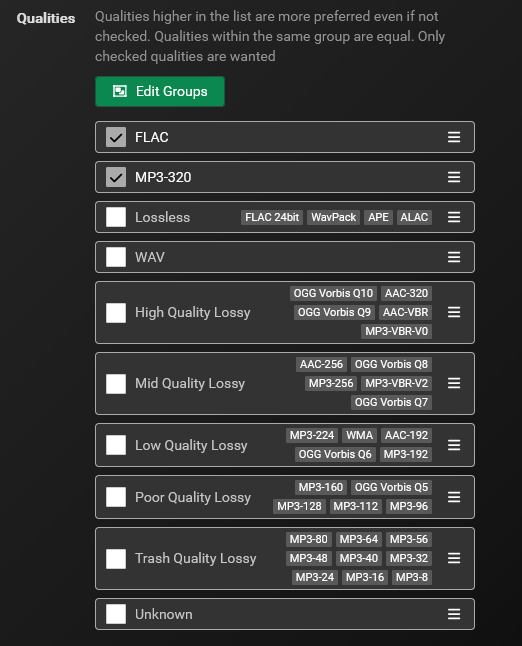 Qualities
Qualities higher in the list are more preferred even if not
checked. Qualities within the same group are equal. Only
checked qualities are wanted
Edit Groups
FLAC
MP3-320
Lossless FLAC 24bit WavPack APE ALAC
WAV
High Quality Lossy
OGG Vorbis Q10 AAC-320
OGG Vorbis Q9 AAC-VBR
MP3-VBR-V0
Mid Quality Lossy
AAC-256 OGG Vorbis Q8
MP3-256 MP3-VBR-V2
OGG Vorbis Q7
Low Quality Lossy
MP3-224 WMA AAC-192
OGG Vorbis Q6 MP3-192
Poor Quality Lossy
MP3-160 OGG Vorbis Q5
MP3-128 MP3-112 MP3-96
Trash Quality Lossy
MP3-80 MP3-64 MP3-56
MP3-48 MP3-40 MP3-32
MP3-24 MP3-16 MP3-8
Unknown